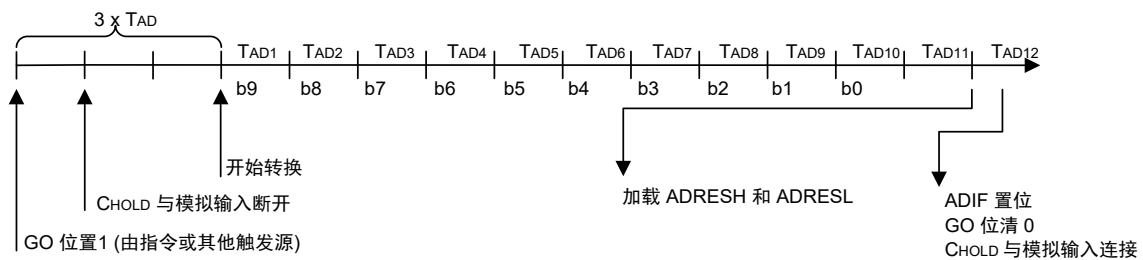 3 x TAD
TAD1 TAD2 TAD3 TAD4 TAD5 TAD6 TAD7 TAD8 TAD9 TAD10 TAD11 TAD12
b9 b8 b7 b6 b5 b4 b3 b2 b1 b0
开始转换
CHOLD 与模拟输入断开
GO 位置1 (由指令或其他触发源)
加载 ADRESH 和 ADRESL
ADIF 置位
GO 位清 0
CHOLD 与模拟输入连接